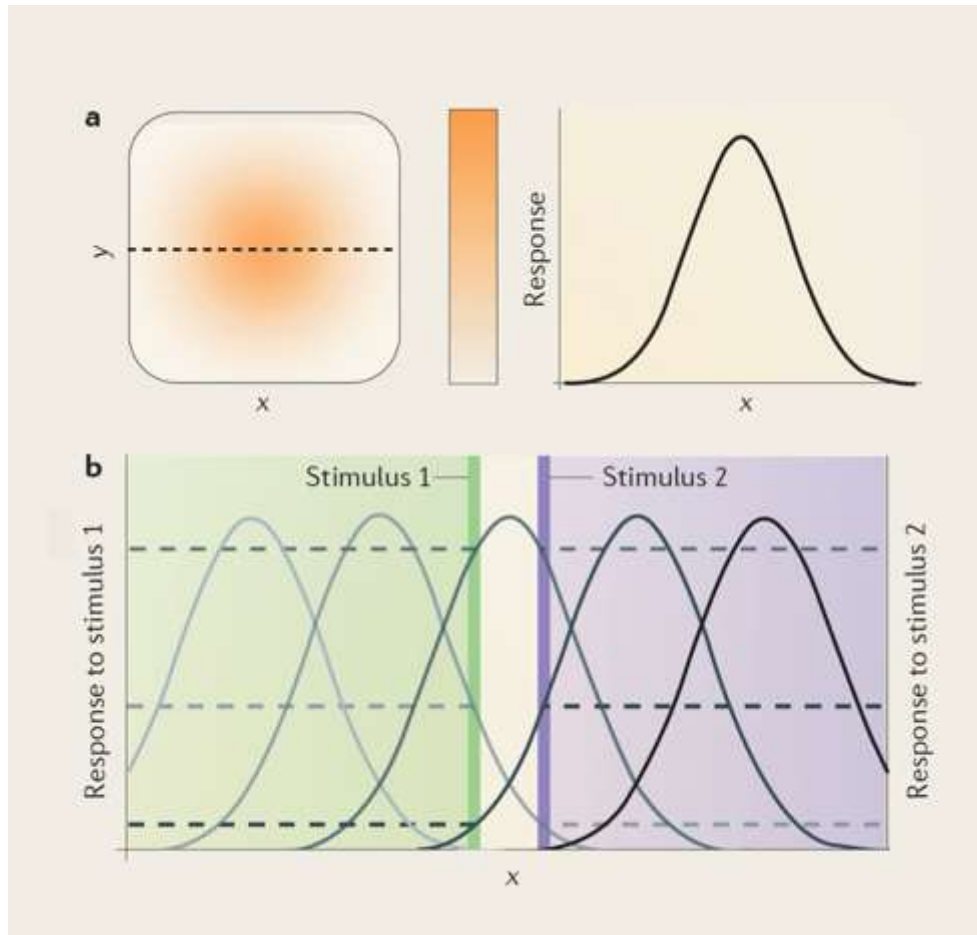 a
y
x
Response
x
b
Stimulus 1
Stimulus 2
Response to stimulus 1
Response to stimulus 2
x